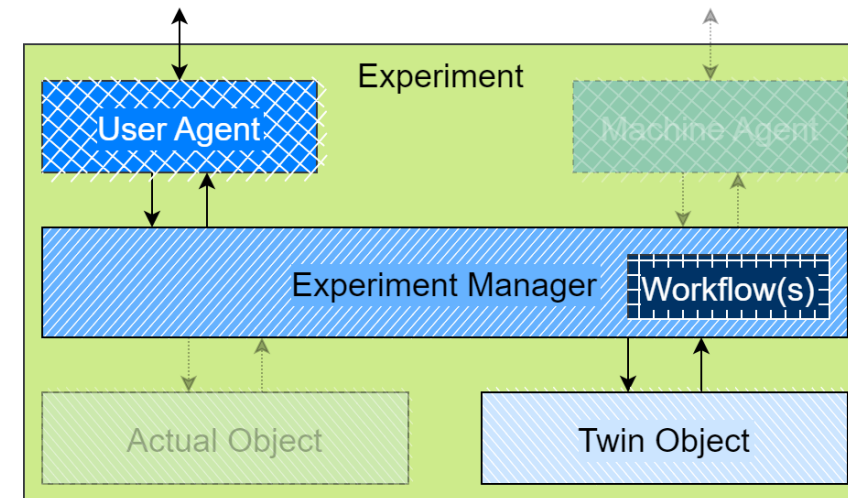 Experiment
User Agent
Machine Agent
Experiment Manager
Workflow(s)
Actual Object
Twin Object